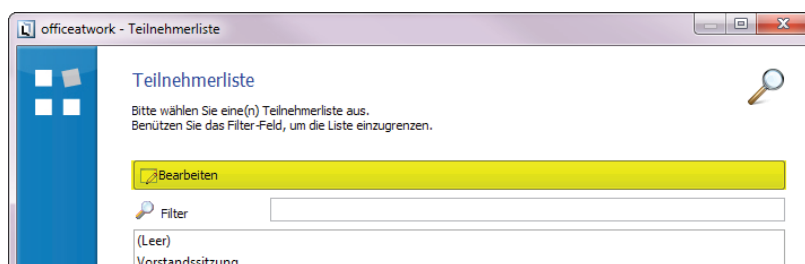 officeatwork - Teilnehmerliste
Teilnehmerliste
Bitte wählen Sie eine(n) Teilnehmerliste aus.
Benützen Sie das Filter-Feld, um die Liste einzugrenzen.
Bearbeiten
Filter
(Leer)
Vorstandssitzung